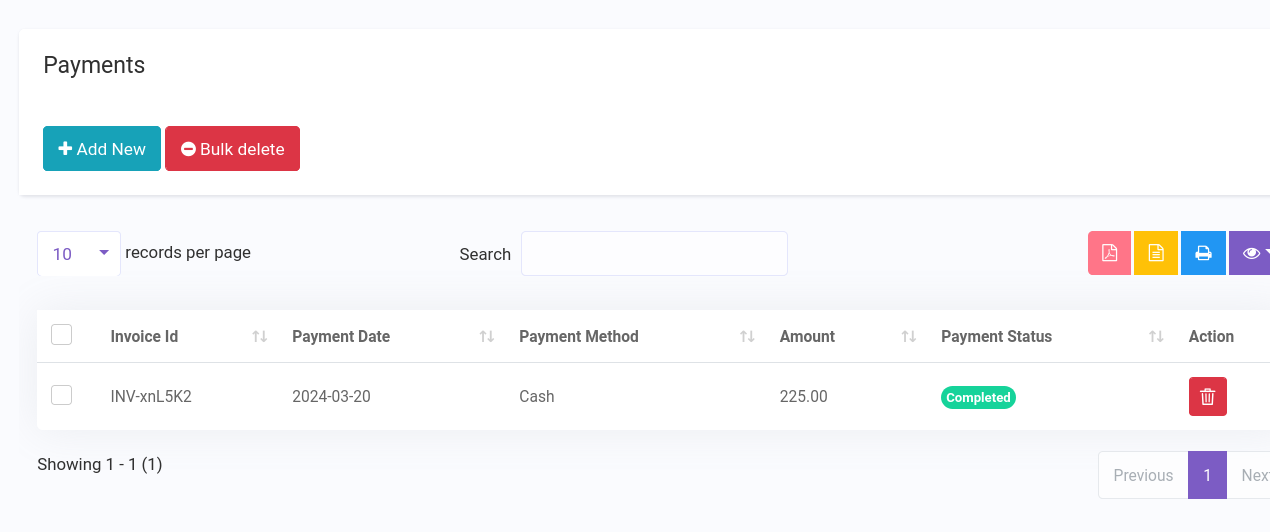 Payments
Add New Bulk delete
10 records per page Search
Invoice Id Payment Date Payment Method Amount Payment Status Action
INV-xnL5K2 2024-03-20 Cash 225.00 Completed
Showing 1 - 1 (1)
Previous 1